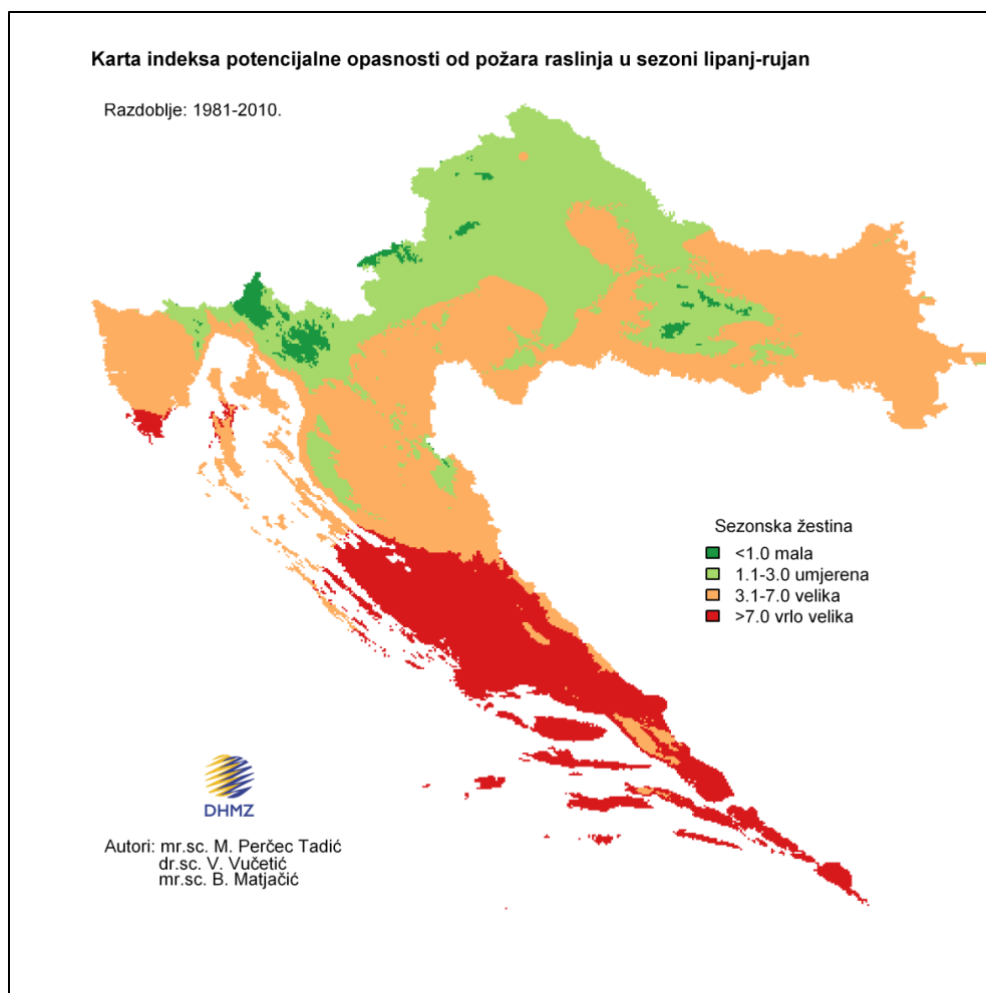 Karta indeksa potencijalne opasnosti od požara raslinja u sezoni lipanj-rujan
Razdoblje: 1981-2010.
Sezonska žestina
<1.0 mala
1.1-3.0 umjerena
3.1-7.0 velika
>7.0 vrlo velika
DHMZ
Autori: mr.sc. M. Perčec Tadić
dr.sc. V. Vučetić
mr.sc. B. Matjačić